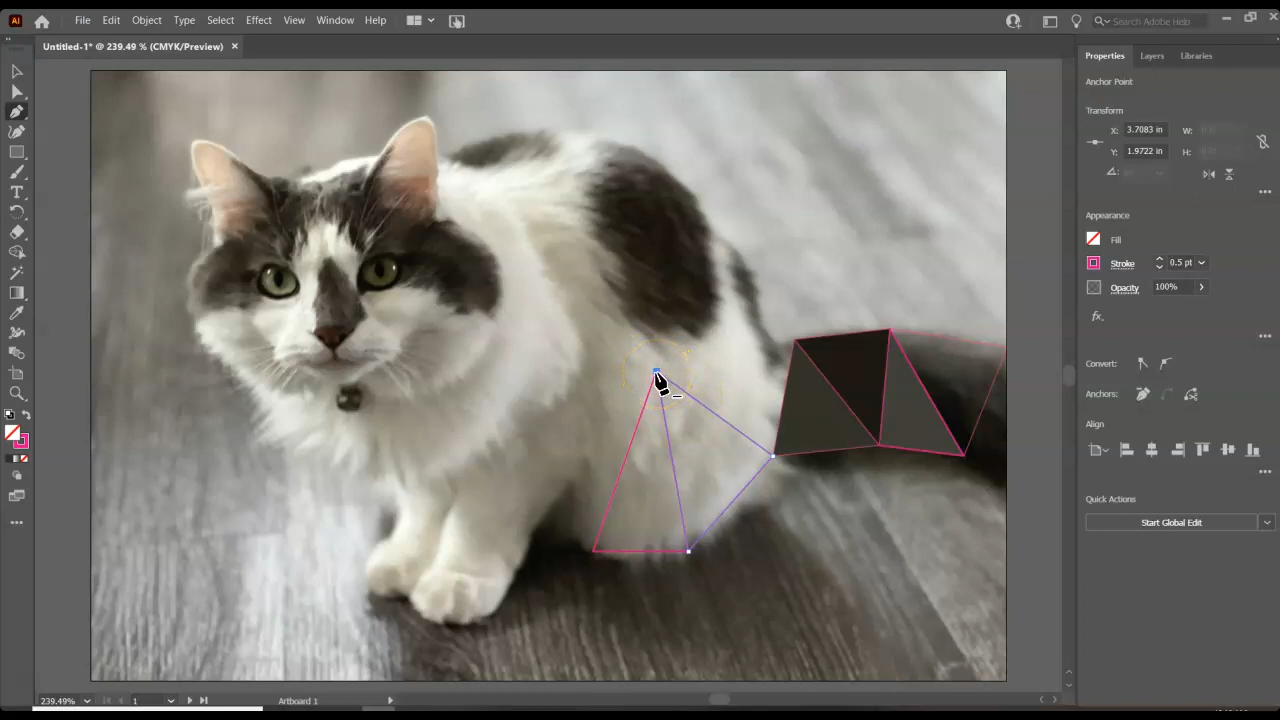 Ai File Edit Object Type Select Effect View Window Help Search Adobe Help
Untitled-1* @ 239.49 % (CMYK/Preview) ×
Properties Layers Libraries
Anchor Point
Transform
X: 3.7083 in W:
Y: 1.9722 in H:
Appearance
Fill
Stroke 0.5 pt
Opacity 100%
fx.
Convert:
Anchors:
Align
Quick Actions
Start Global Edit
239.49% 1 Artboard 1